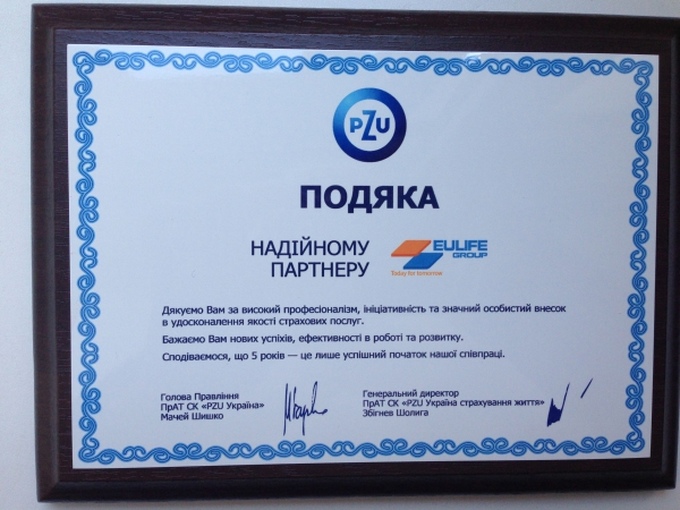 PZU
ПОДЯКА
НАДІЙНОМУ
ПАРТНЕРУ
EULIFE
GROUP
Today for tomorrow
Дякуємо Вам за високий професіоналізм, ініціативність та значний особистий внесок
в удосконалення якості страхових послуг.
Бажаємо Вам нових успіхів, ефективності в роботі та розвитку.
Сподіваємося, що 5 років — це лише успішний початок нашої співпраці.
Голова Правління
ПрАТ СК «PZU Україна»
Мачей Шишко
Генеральний директор
ПрАТ СК «PZU Україна страхування життя»
Збігнєв Шолига